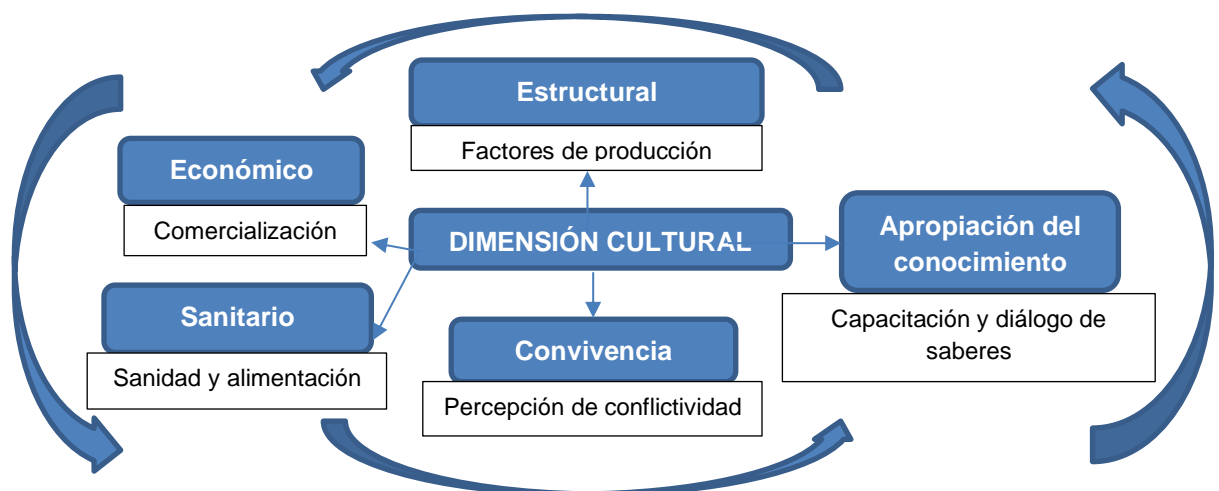 Estructural
Factores de producción
Económico
Comercialización
DIMENSIÓN CULTURAL
Apropiación del
conocimiento
Capacitación y diálogo de
saberes
Sanitario
Sanidad y alimentación
Convivencia
Percepción de conflictividad